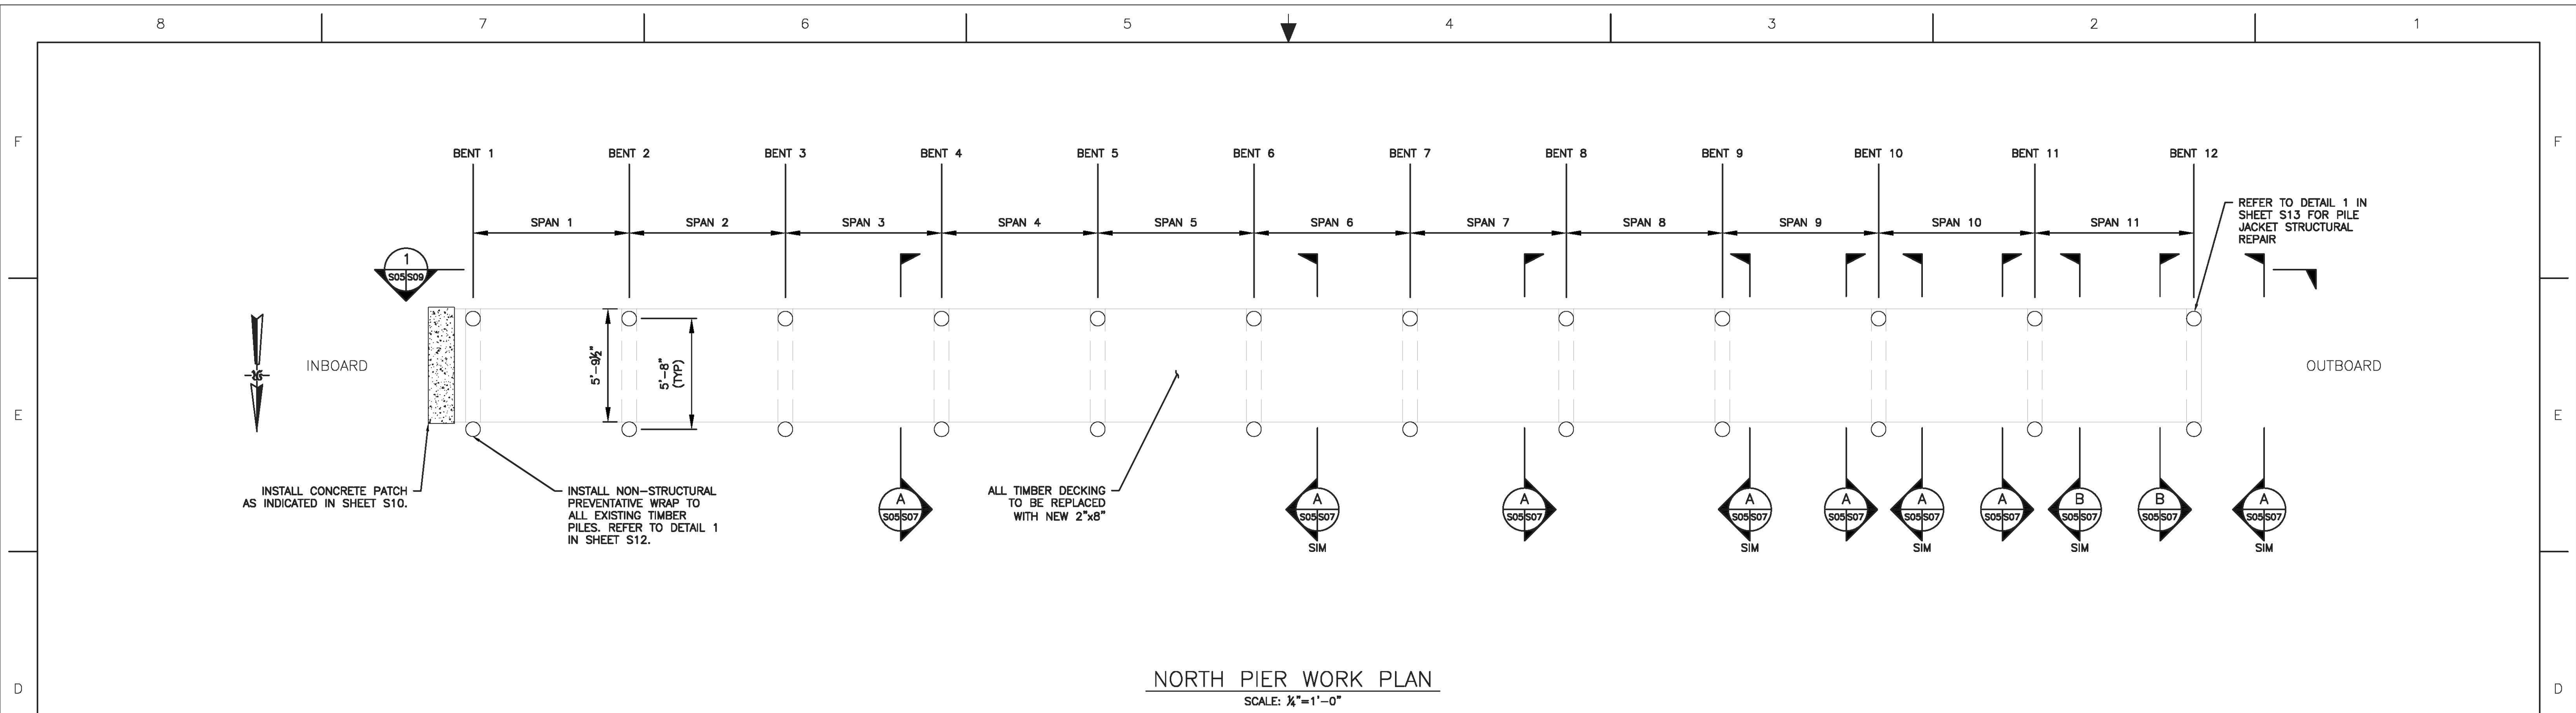 8 7 6 5 4 3 2 1
F F
BENT 1 BENT 2 BENT 3 BENT 4 BENT 5 BENT 6 BENT 7 BENT 8 BENT 9 BENT 10 BENT 11 BENT 12
SPAN 1 SPAN 2 SPAN 3 SPAN 4 SPAN 5 SPAN 6 SPAN 7 SPAN 8 SPAN 9 SPAN 10 SPAN 11
REFER TO DETAIL 1 IN
SHEET S13 FOR PILE
JACKET STRUCTURAL
REPAIR
1
S05 S09
INBOARD
5'-9½"
5'-8"
(TYP)
OUTBOARD
E E
INSTALL CONCRETE PATCH
AS INDICATED IN SHEET S10.
INSTALL NON-STRUCTURAL
PREVENTATIVE WRAP TO
ALL EXISTING TIMBER
PILES. REFER TO DETAIL 1
IN SHEET S12.
ALL TIMBER DECKING
TO BE REPLACED
WITH NEW 2"x8"
A A A A A A A B B A
S05 S07 S05 S07 S05 S07 S05 S07 S05 S07 S05 S07 S05 S07 S05 S07 S05 S07 S05 S07
SIM SIM SIM SIM SIM
D D
NORTH PIER WORK PLAN
SCALE: ¼"=1'-0"